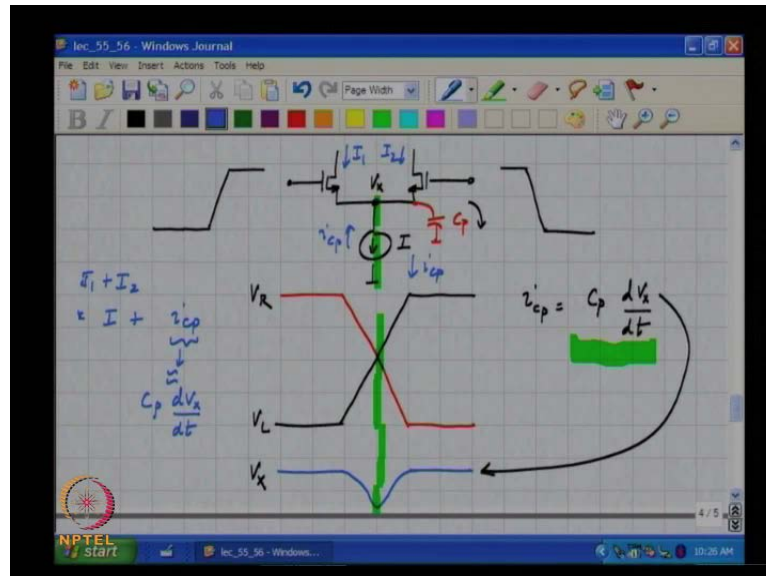 lec_55_56 - Windows Journal
File Edit View Insert Actions Tools Help
Page Width
B I
I₁ I₂
Vx
Cp
icp
I
icp
I₁ + I₂
= I + icp
Cp dVx/dt
VR
VL
Vx
icp = Cp dVx/dt
4 / 5
NPTEL
start
lec_55_56 - Windows...
10:26 AM